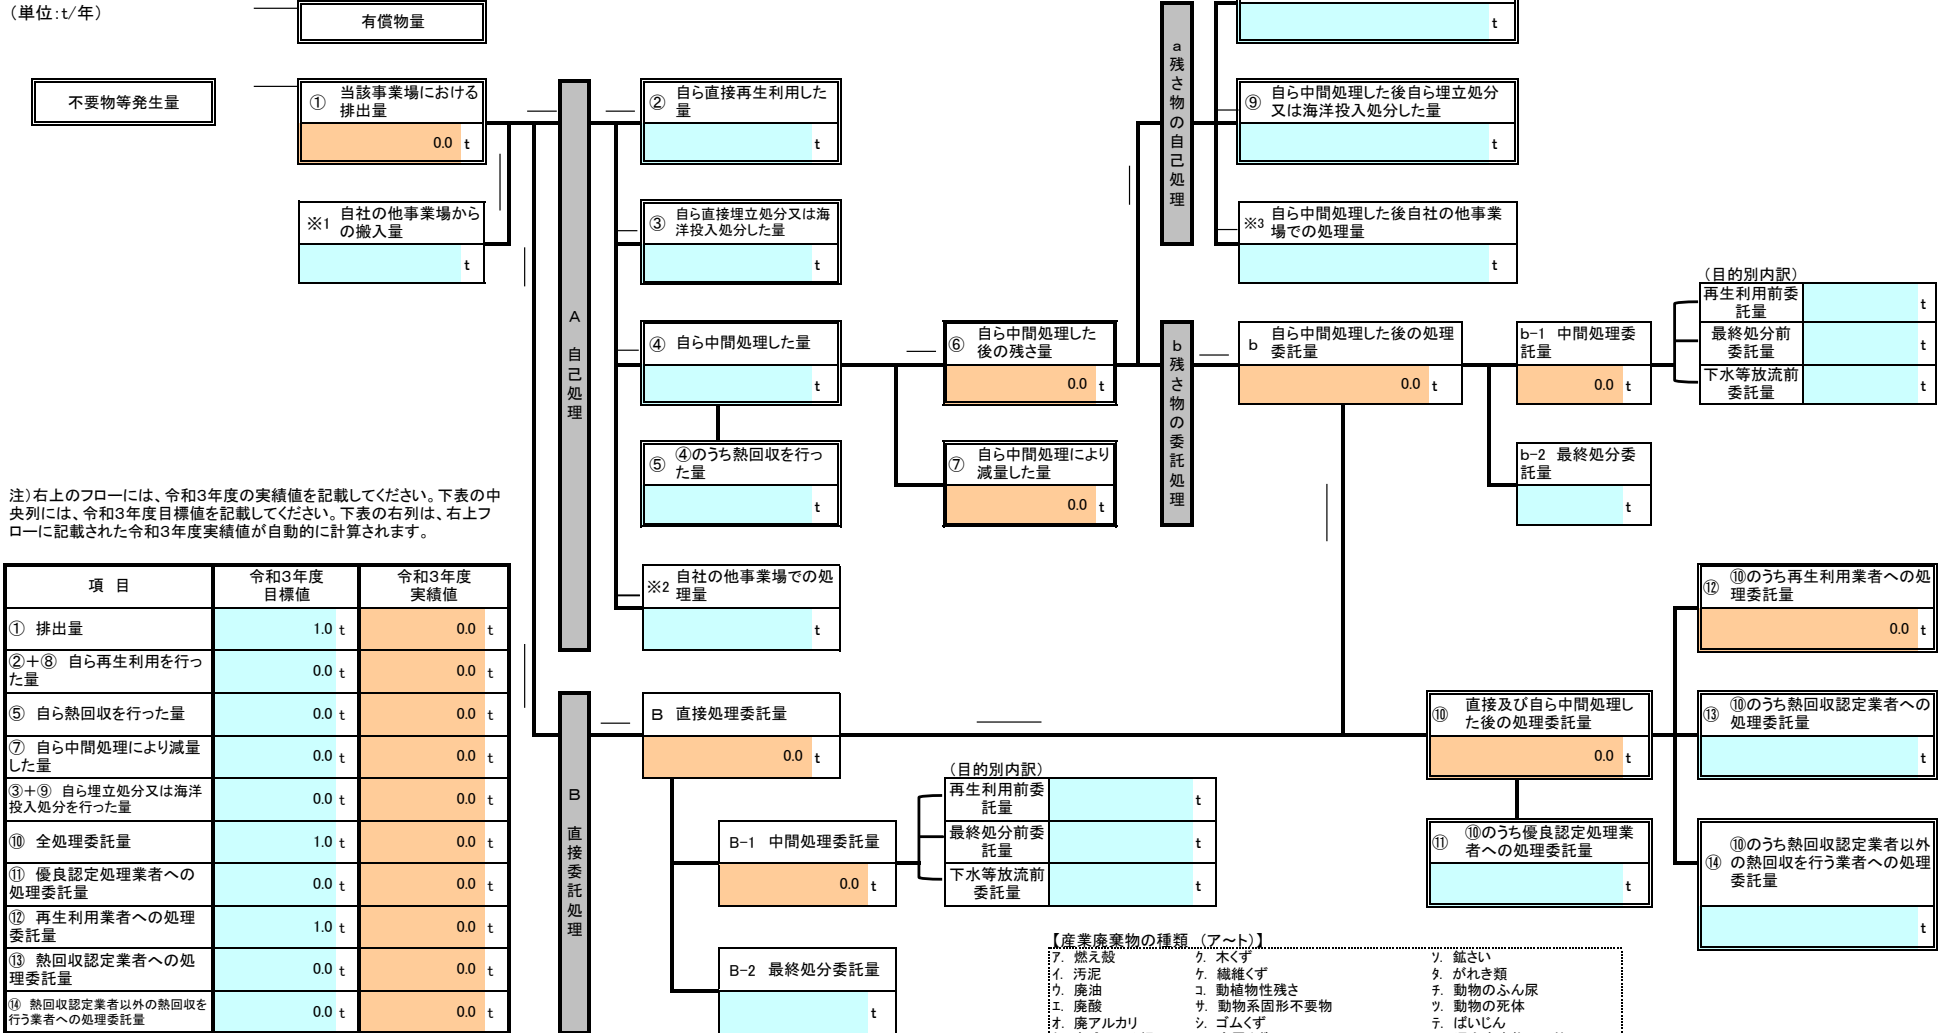 （単位:t/年）
有償物量
不要物等発生量
① 当該事業場における
排出量
0.0 t
※1 自社の他事業場から
の搬入量
t
A 自己処理
② 自ら直接再生利用した
量
t
③ 自ら直接埋立処分又は海
洋投入処分した量
t
④ 自ら中間処理した量
t
⑤ ④のうち熱回収を行っ
た量
t
※2 自社の他事業場での処
理量
t
⑥ 自ら中間処理した
後の残さ量
0.0 t
⑦ 自ら中間処理により
減量した量
0.0 t
a 残さ物の自己処理
t
⑨ 自ら中間処理した後自ら埋立処分
又は海洋投入処分した量
t
※3 自ら中間処理した後自社の他事業
場での処理量
t
b 残さ物の委託処理
b 自ら中間処理した後の処理
委託量
0.0 t
b-1 中間処理委
託量
0.0 t
b-2 最終処分委
託量
t
（目的別内訳）
再生利用前委
託量
t
最終処分前
委託量
t
下水等放流前
委託量
t
注）右上のフローには、令和3年度の実績値を記載してください。下表の中
央列には、令和3年度目標値を記載してください。下表の右列は、右上フ
ローに記載された令和3年度実績値が自動的に計算されます。
項 目 令和3年度 目標値 令和3年度 実績値
① 排出量 1.0 t 0.0 t
②＋⑧ 自ら再生利用を行っ
た量 0.0 t 0.0 t
⑤ 自ら熱回収を行った量 0.0 t 0.0 t
⑦ 自ら中間処理により減量
した量 0.0 t 0.0 t
③＋⑨ 自ら埋立処分又は海洋
投入処分を行った量 0.0 t 0.0 t
⑩ 全処理委託量 1.0 t 0.0 t
⑪ 優良認定処理業者への
処理委託量 0.0 t 0.0 t
⑫ 再生利用業者への処理
委託量 1.0 t 0.0 t
⑬ 熱回収認定業者への処
理委託量 0.0 t 0.0 t
⑭ 熱回収認定業者以外の熱回収を
行う業者への処理委託量 0.0 t 0.0 t
B 直接委託処理
B 直接処理委託量
0.0 t
B-1 中間処理委託量
0.0 t
B-2 最終処分委託量
t
（目的別内訳）
再生利用前委
託量
t
最終処分前委
託量
t
下水等放流前
委託量
t
⑩ 直接及び自ら中間処理し
た後の処理委託量
0.0 t
⑪ ⑩のうち優良認定処理業
者への処理委託量
t
⑫ ⑩のうち再生利用業者への処
理委託量
0.0 t
⑬ ⑩のうち熱回収認定業者への
処理委託量
t
⑭ ⑩のうち熱回収認定業者以外
の熱回収を行う業者への処理
委託量
t
【産業廃棄物の種類 （ア～ト）】
ア. 燃え殻 ク. 木くず ソ. 鉱さい
イ. 汚泥 ケ. 繊維くず タ. がれき類
ウ. 廃油 コ. 動植物性残さ チ. 動物のふん尿
エ. 廃酸 サ. 動物系固形不要物 ツ. 動物の死体
オ. 廃アルカリ シ. ゴムくず テ. ばいじん